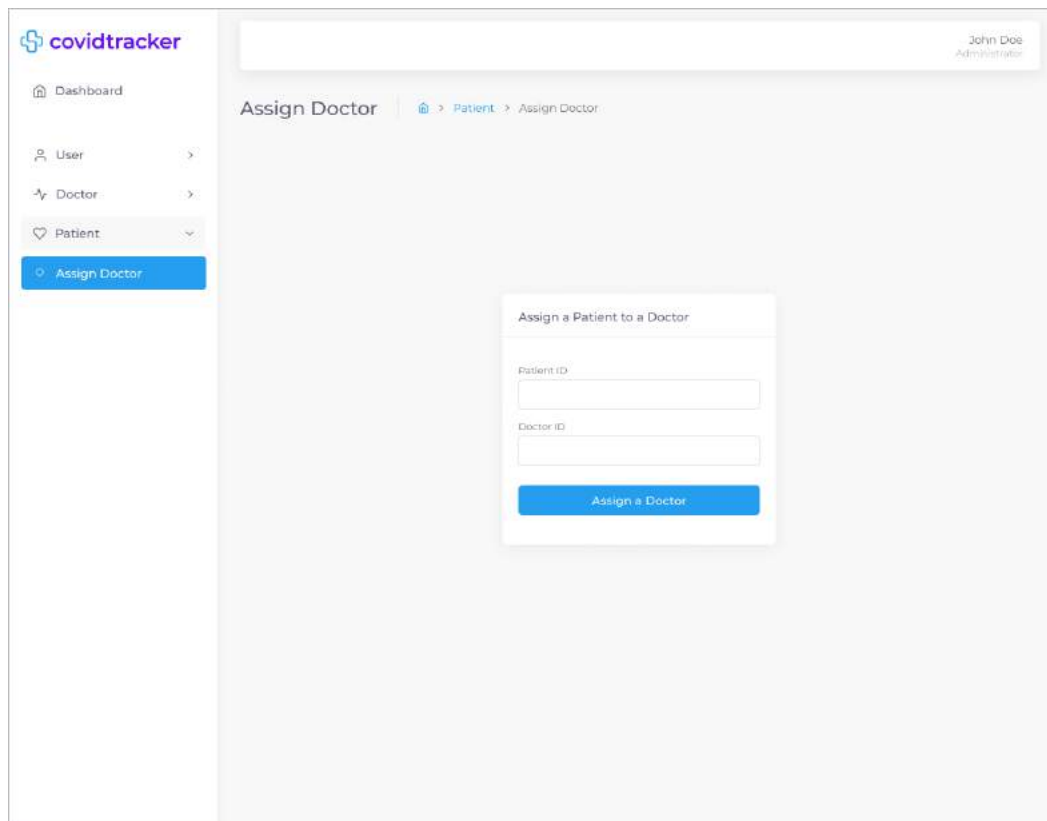 covidtracker
John Doe
Administrator
Dashboard
Assign Doctor
> Patient > Assign Doctor
User
Doctor
Patient
Assign Doctor
Assign a Patient to a Doctor
Patient ID
Doctor ID
Assign a Doctor